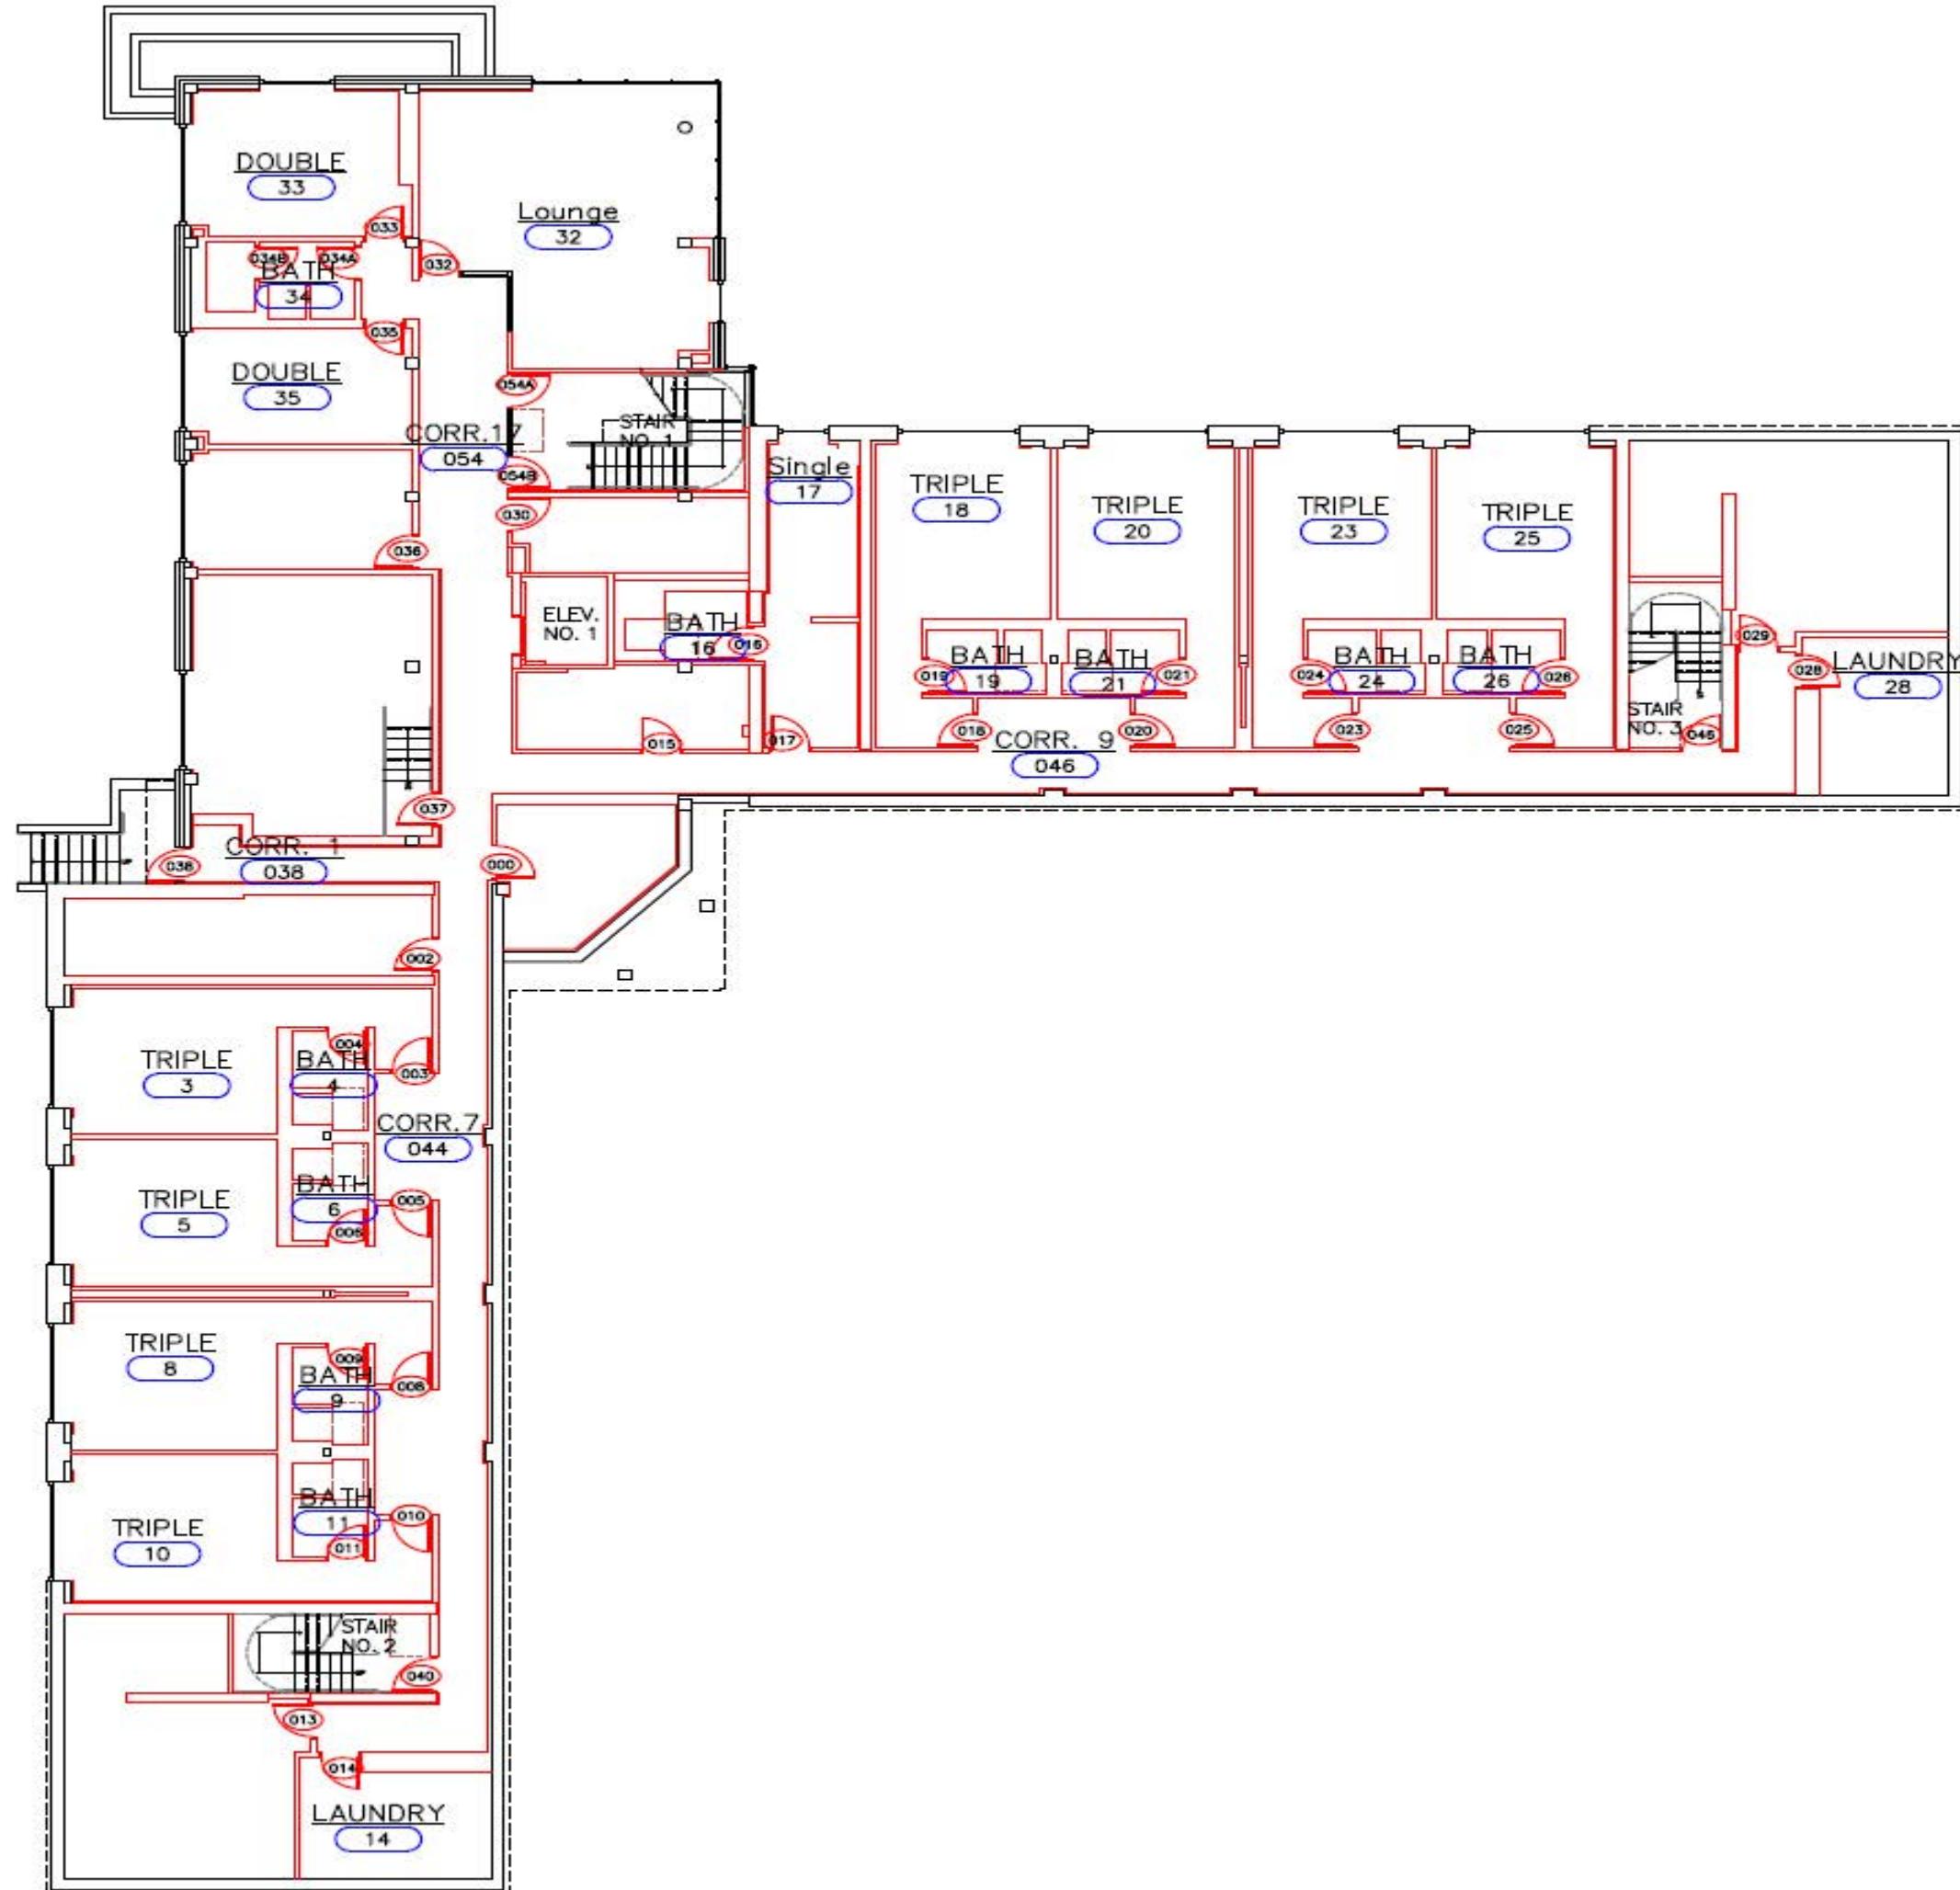 DOUBLE
33
Lounge
32
033
032
034B
034A
BATH
34
035
DOUBLE
35
054A
STAIR
NO. 1
CORR.17
054
054B
Single
17
TRIPLE
18
TRIPLE
20
TRIPLE
23
TRIPLE
25
030
036
ELEV.
NO. 1
BATH
16
016
029
028
LAUNDRY
28
BATH
19
019
BATH
21
021
BATH
24
024
BATH
26
026
STAIR
NO. 3
045
015
017
018
CORR. 9
046
020
023
025
037
CORR. 1
038
038
000
002
TRIPLE
3
004
BATH
4
003
CORR.7
044
TRIPLE
5
BATH
6
005
006
TRIPLE
8
009
BATH
9
008
TRIPLE
10
BATH
11
010
011
STAIR
NO. 2
040
013
014
LAUNDRY
14